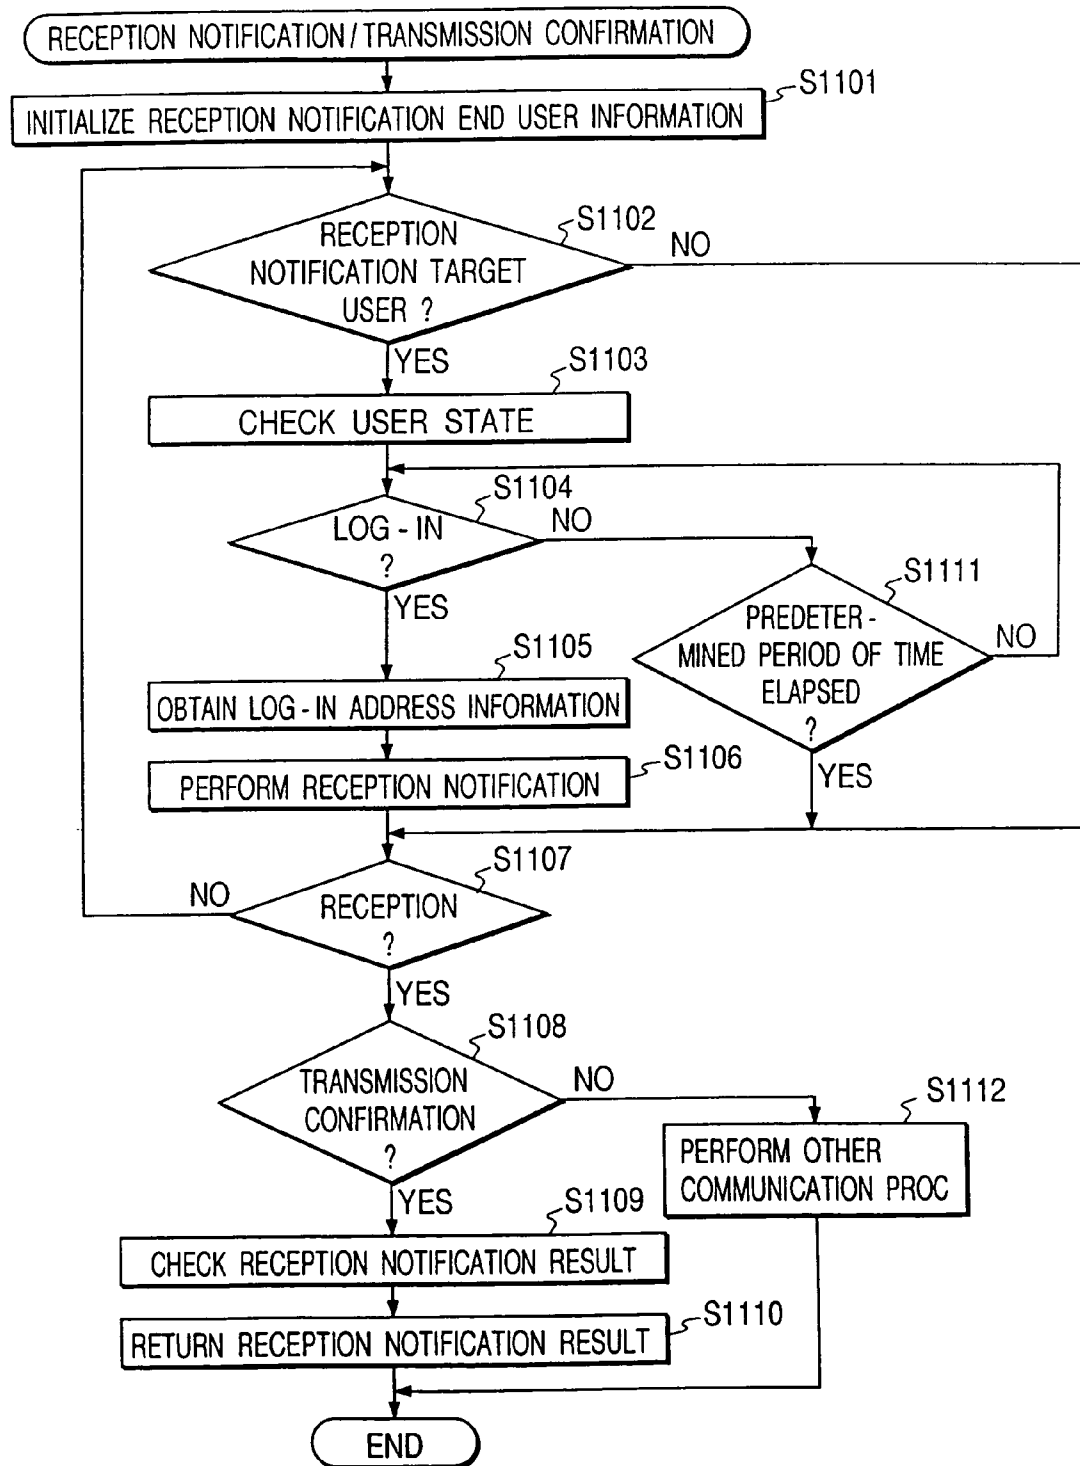 RECEPTION NOTIFICATION/TRANSMISSION CONFIRMATION
S1101
INITIALIZE RECEPTION NOTIFICATION END USER INFORMATION
S1102
RECEPTION
NOTIFICATION TARGET
USER ?
NO
YES
S1103
CHECK USER STATE
S1104
LOG-IN
?
NO
YES
S1111
PREDETER-
MINED PERIOD OF TIME
ELAPSED
?
NO
YES
S1105
OBTAIN LOG-IN ADDRESS INFORMATION
S1106
PERFORM RECEPTION NOTIFICATION
S1107
RECEPTION
?
NO
YES
S1108
TRANSMISSION
CONFIRMATION
?
NO
YES
S1112
PERFORM OTHER
COMMUNICATION PROC
S1109
CHECK RECEPTION NOTIFICATION RESULT
S1110
RETURN RECEPTION NOTIFICATION RESULT
END